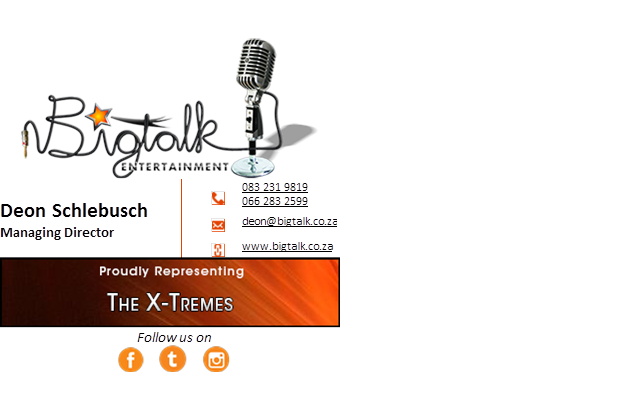 Bigtalk
ENTERTAINMENT
083 231 9819
066 283 2599
Deon Schlebusch
deon@bigtalk.co.za
Managing Director
www.bigtalk.co.za
Proudly Representing
THE X-TREMES
Follow us on